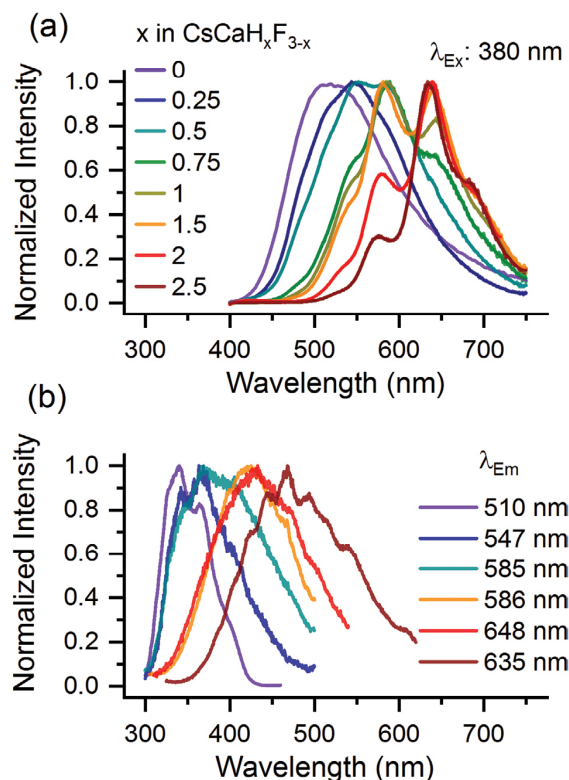 (a)
x in CsCaHₓF₃₋ₓ
λEx: 380 nm
0
0.25
0.5
0.75
1
1.5
2
2.5
Normalized Intensity
1.0
0.8
0.6
0.4
0.2
0.0
300 400 500 600 700
Wavelength (nm)
(b)
λEm
510 nm
547 nm
585 nm
586 nm
648 nm
635 nm
Normalized Intensity
1.0
0.8
0.6
0.4
0.2
0.0
300 400 500 600 700
Wavelength (nm)